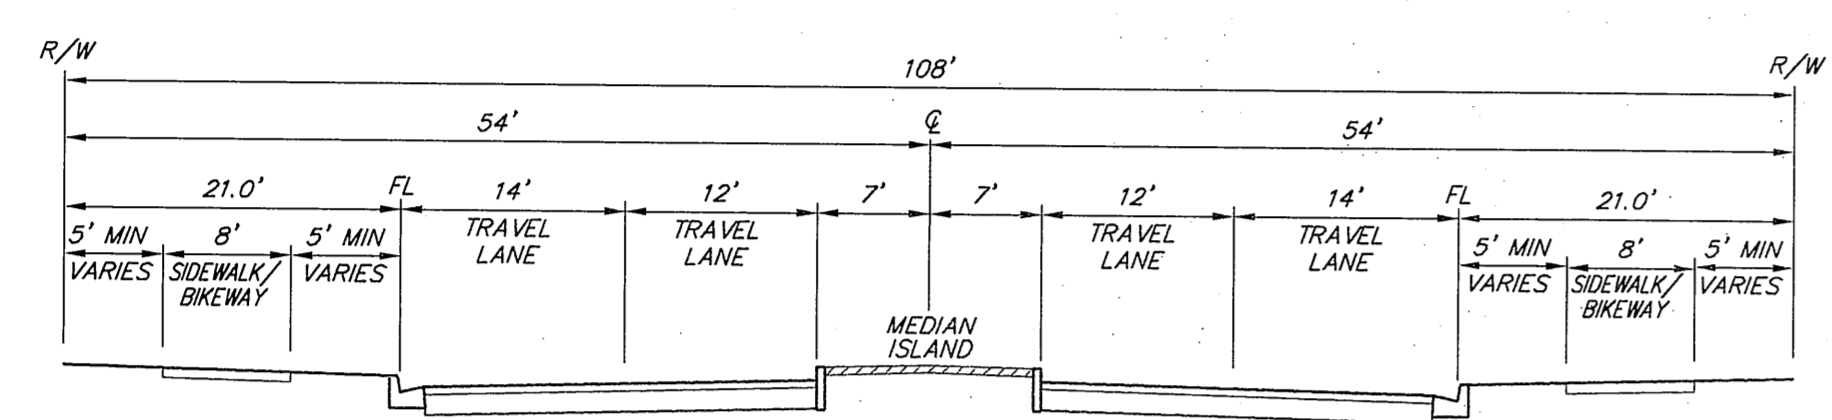 R/W
R/W
108'
54'
℄
54'
21.0'
FL
14'
12'
7'
7'
12'
14'
FL
21.0'
5' MIN
VARIES
8'
SIDEWALK/
BIKEWAY
5' MIN
VARIES
TRAVEL
LANE
TRAVEL
LANE
TRAVEL
LANE
TRAVEL
LANE
5' MIN
VARIES
8'
SIDEWALK/
BIKEWAY
5' MIN
VARIES
MEDIAN
ISLAND